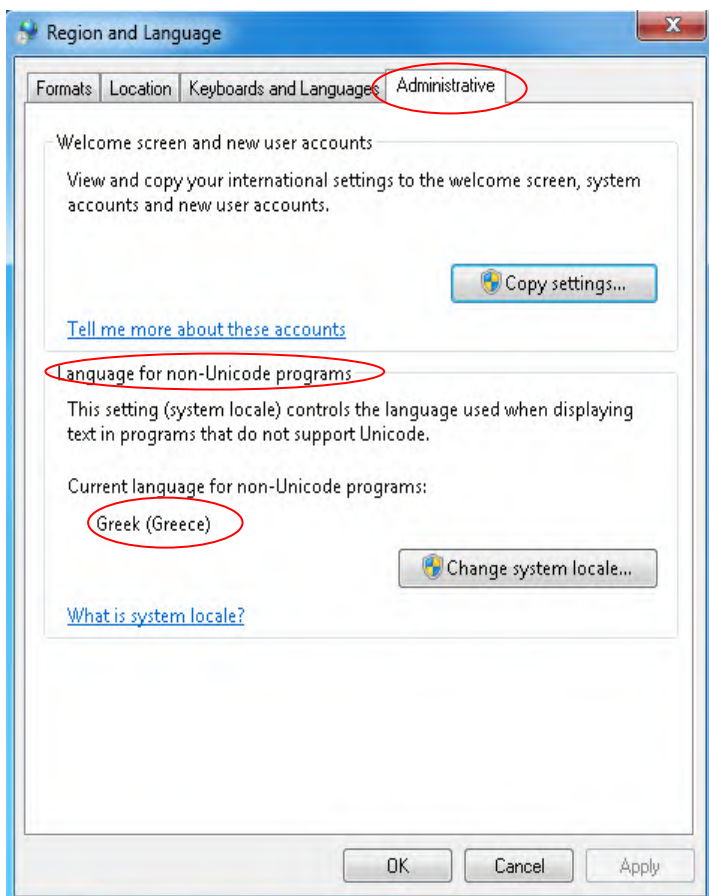 Region and Language
Formats Location Keyboards and Languages Administrative
Welcome screen and new user accounts
View and copy your international settings to the welcome screen, system
accounts and new user accounts.
Copy settings...
Tell me more about these accounts
Language for non-Unicode programs
This setting (system locale) controls the language used when displaying
text in programs that do not support Unicode.
Current language for non-Unicode programs:
Greek (Greece)
Change system locale...
What is system locale?
OK Cancel Apply